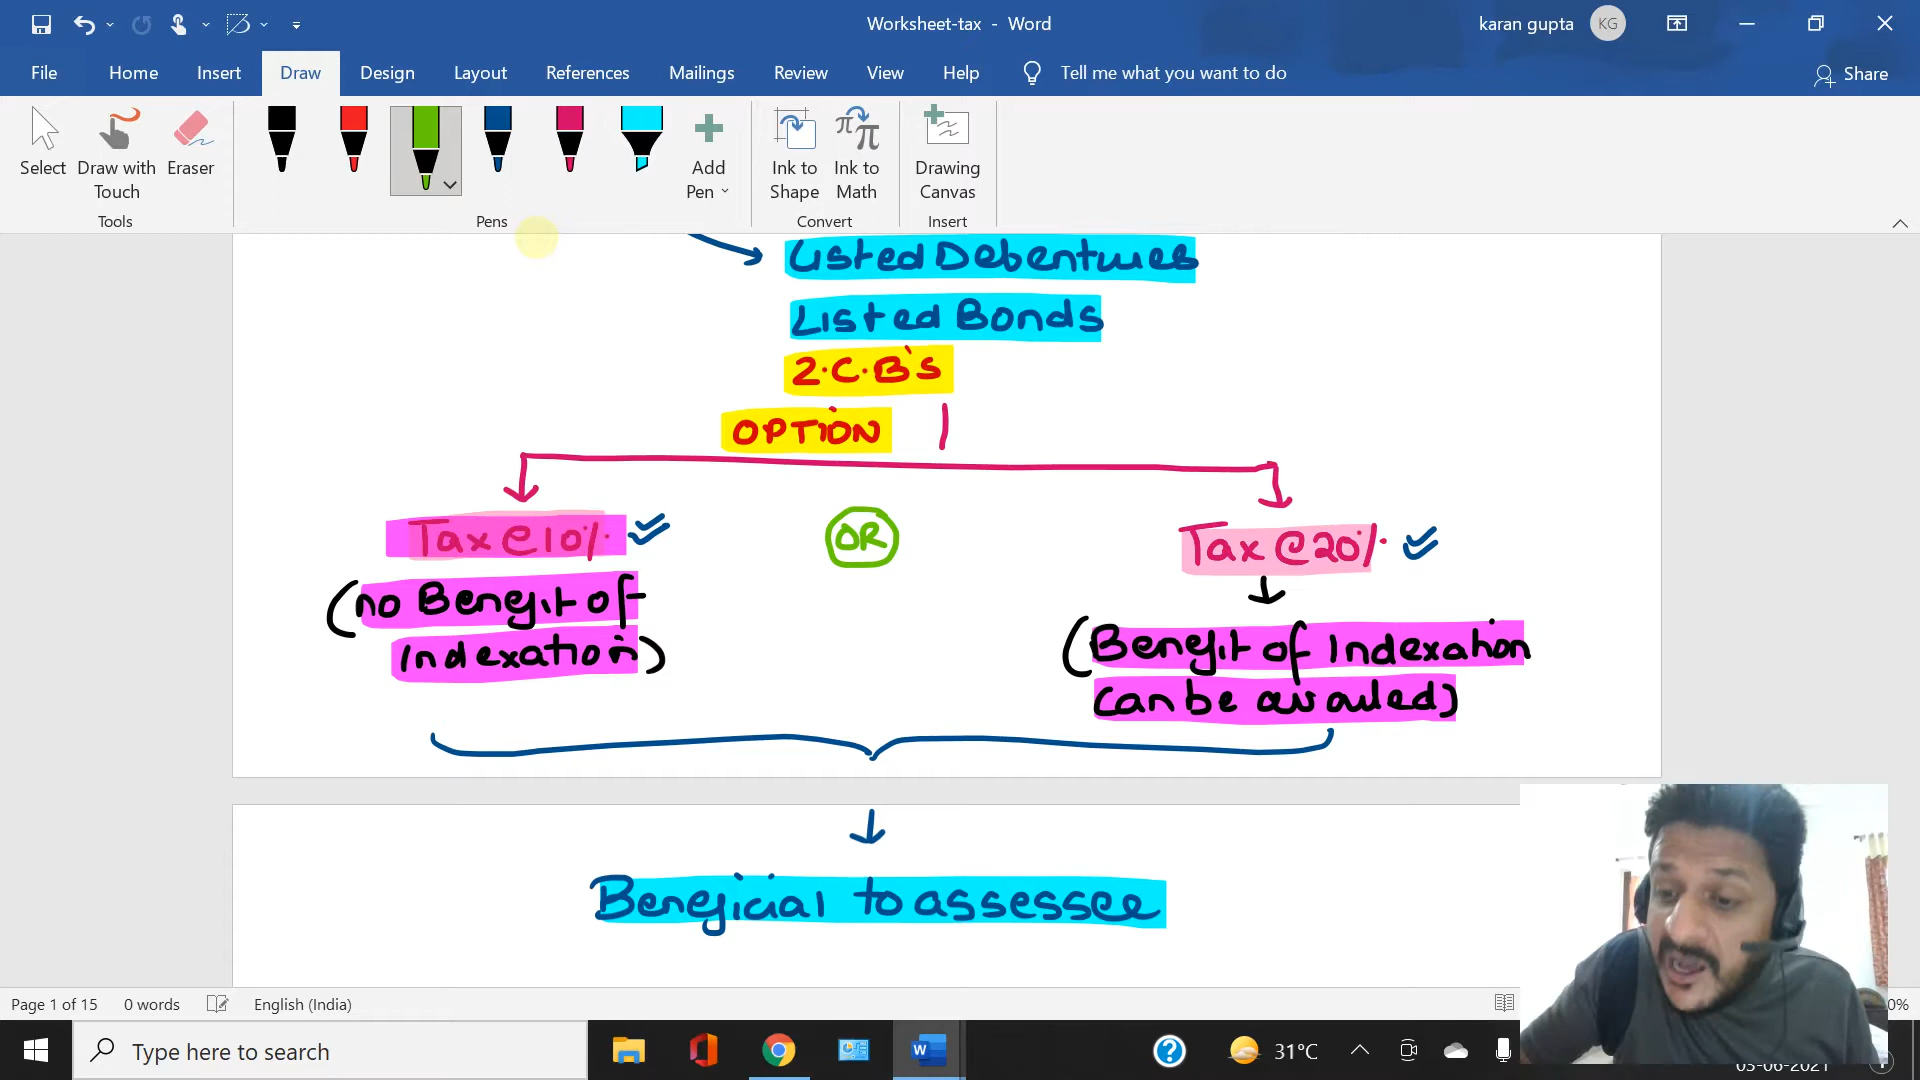 Worksheet-tax - Word
karan gupta
KG
File
Home
Insert
Draw
Design
Layout
References
Mailings
Review
View
Help
Tell me what you want to do
Share
Select
Draw with Touch
Eraser
Add Pen
Ink to Shape
Ink to Math
Drawing Canvas
Tools
Pens
Convert
Insert
Listed Debentures
Listed Bonds
Z.C.B's
OPTION
Tax@10%
OR
Tax@20%
(no Benefit of
Indexation)
(Benefit of Indexation
can be availed)
Beneficial to assessee
Page 1 of 15
0 words
English (India)
0%
Type here to search
31°C
03-06-2021